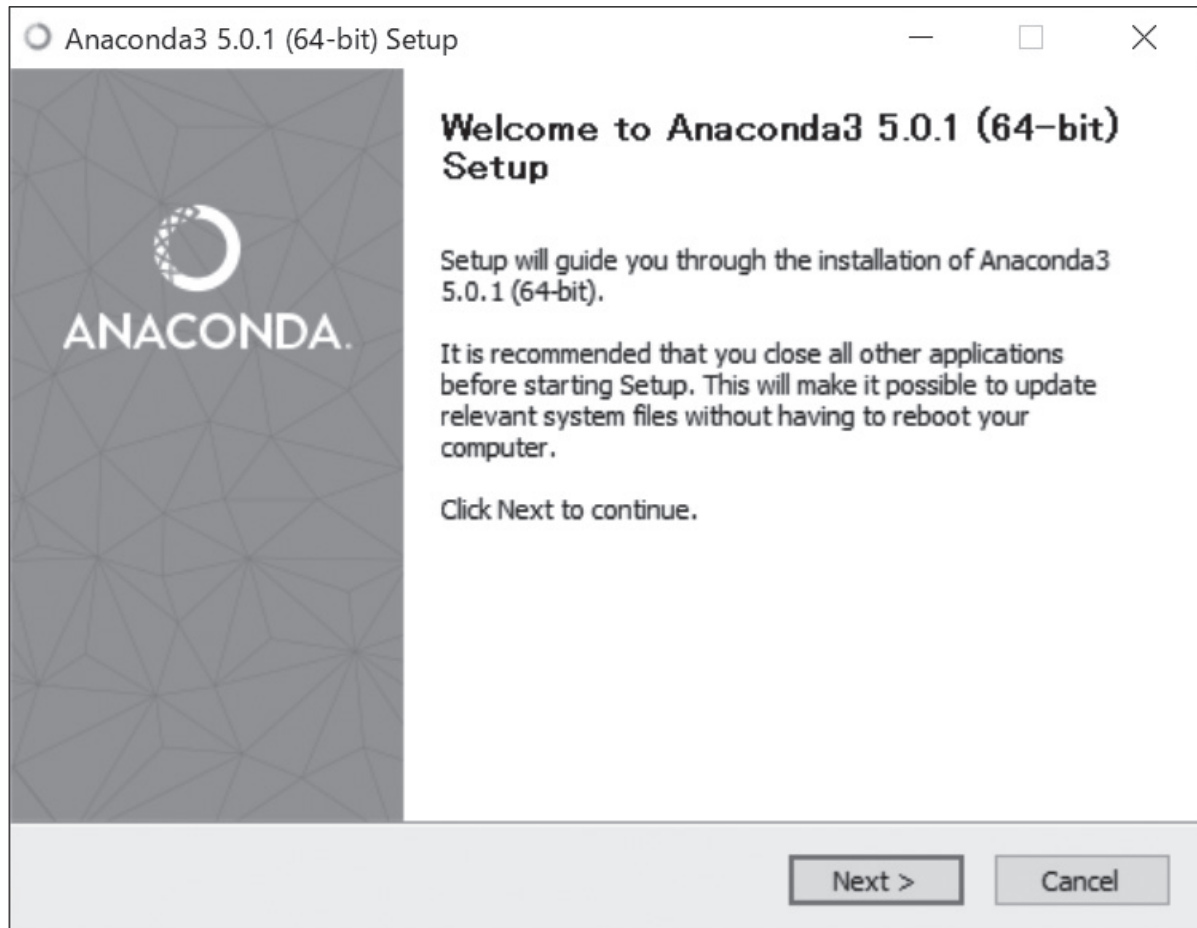 Anaconda3 5.0.1 (64-bit) Setup
ANACONDA.
Welcome to Anaconda3 5.0.1 (64-bit)
Setup
Setup will guide you through the installation of Anaconda3
5.0.1 (64-bit).
It is recommended that you close all other applications
before starting Setup. This will make it possible to update
relevant system files without having to reboot your
computer.
Click Next to continue.
Next >
Cancel